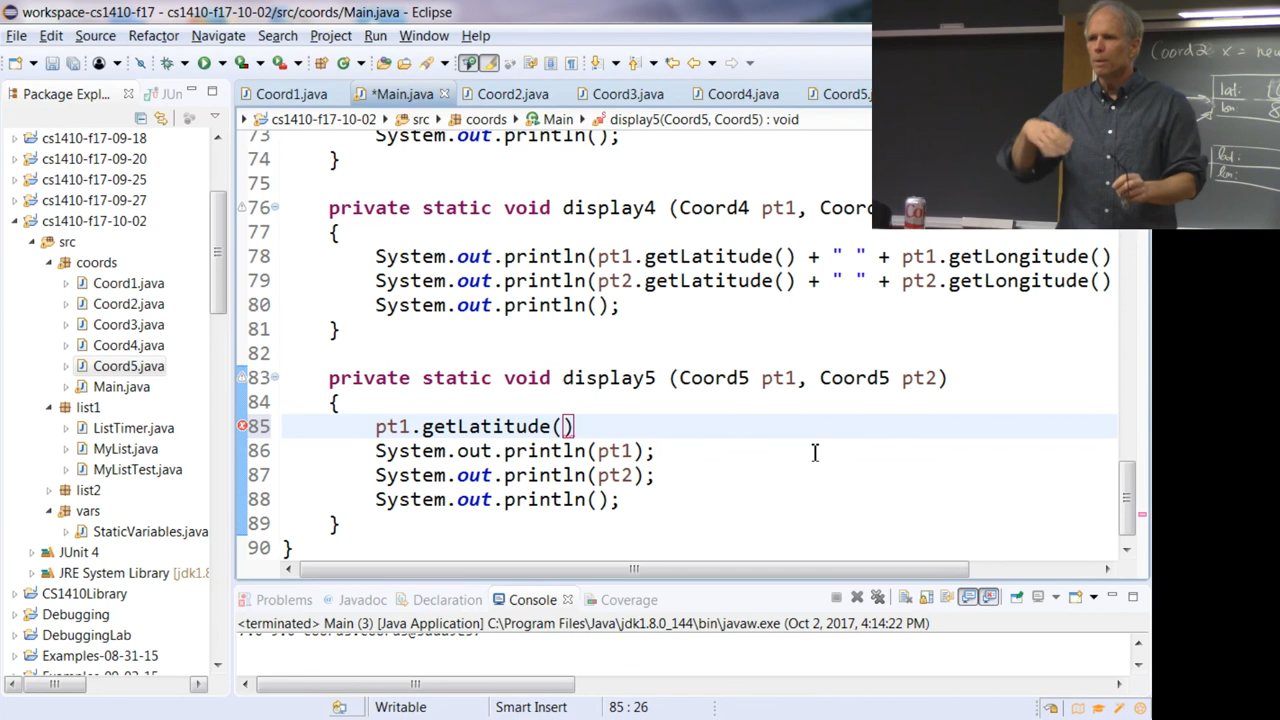 workspace-cs1410-f17 - cs1410-f17-10-02/src/coords/Main.java - Eclipse
File Edit Source Refactor Navigate Search Project Run Window Help
Package Expl... JUn
Coord1.java *Main.java Coord2.java Coord3.java Coord4.java Coord5.
cs1410-f17-10-02 src coords Main display5(Coord5, Coord5) : void
cs1410-f17-09-18
cs1410-f17-09-20
cs1410-f17-09-25
cs1410-f17-09-27
cs1410-f17-10-02
src
coords
Coord1.java
Coord2.java
Coord3.java
Coord4.java
Coord5.java
Main.java
list1
ListTimer.java
MyList.java
MyListTest.java
list2
vars
StaticVariables.java
JUnit 4
JRE System Library [jdk1.8
CS1410Library
Debugging
DebuggingLab
Examples-08-31-15
73 System.out.println();
74 }
75
76 private static void display4 (Coord4 pt1, Coor
77 {
78 System.out.println(pt1.getLatitude() + " " + pt1.getLongitude()
79 System.out.println(pt2.getLatitude() + " " + pt2.getLongitude()
80 System.out.println();
81 }
82
83 private static void display5 (Coord5 pt1, Coord5 pt2)
84 {
85 pt1.getLatitude()
86 System.out.println(pt1);
87 System.out.println(pt2);
88 System.out.println();
89 }
90 }
Problems Javadoc Declaration Console Coverage
<terminated> Main (3) [Java Application] C:\Program Files\Java\jdk1.8.0_144\bin\javaw.exe (Oct 2, 2017, 4:14:22 PM)
Writable Smart Insert 85 : 26
Coord2 x = new
lat:
lon:
lat:
lon: